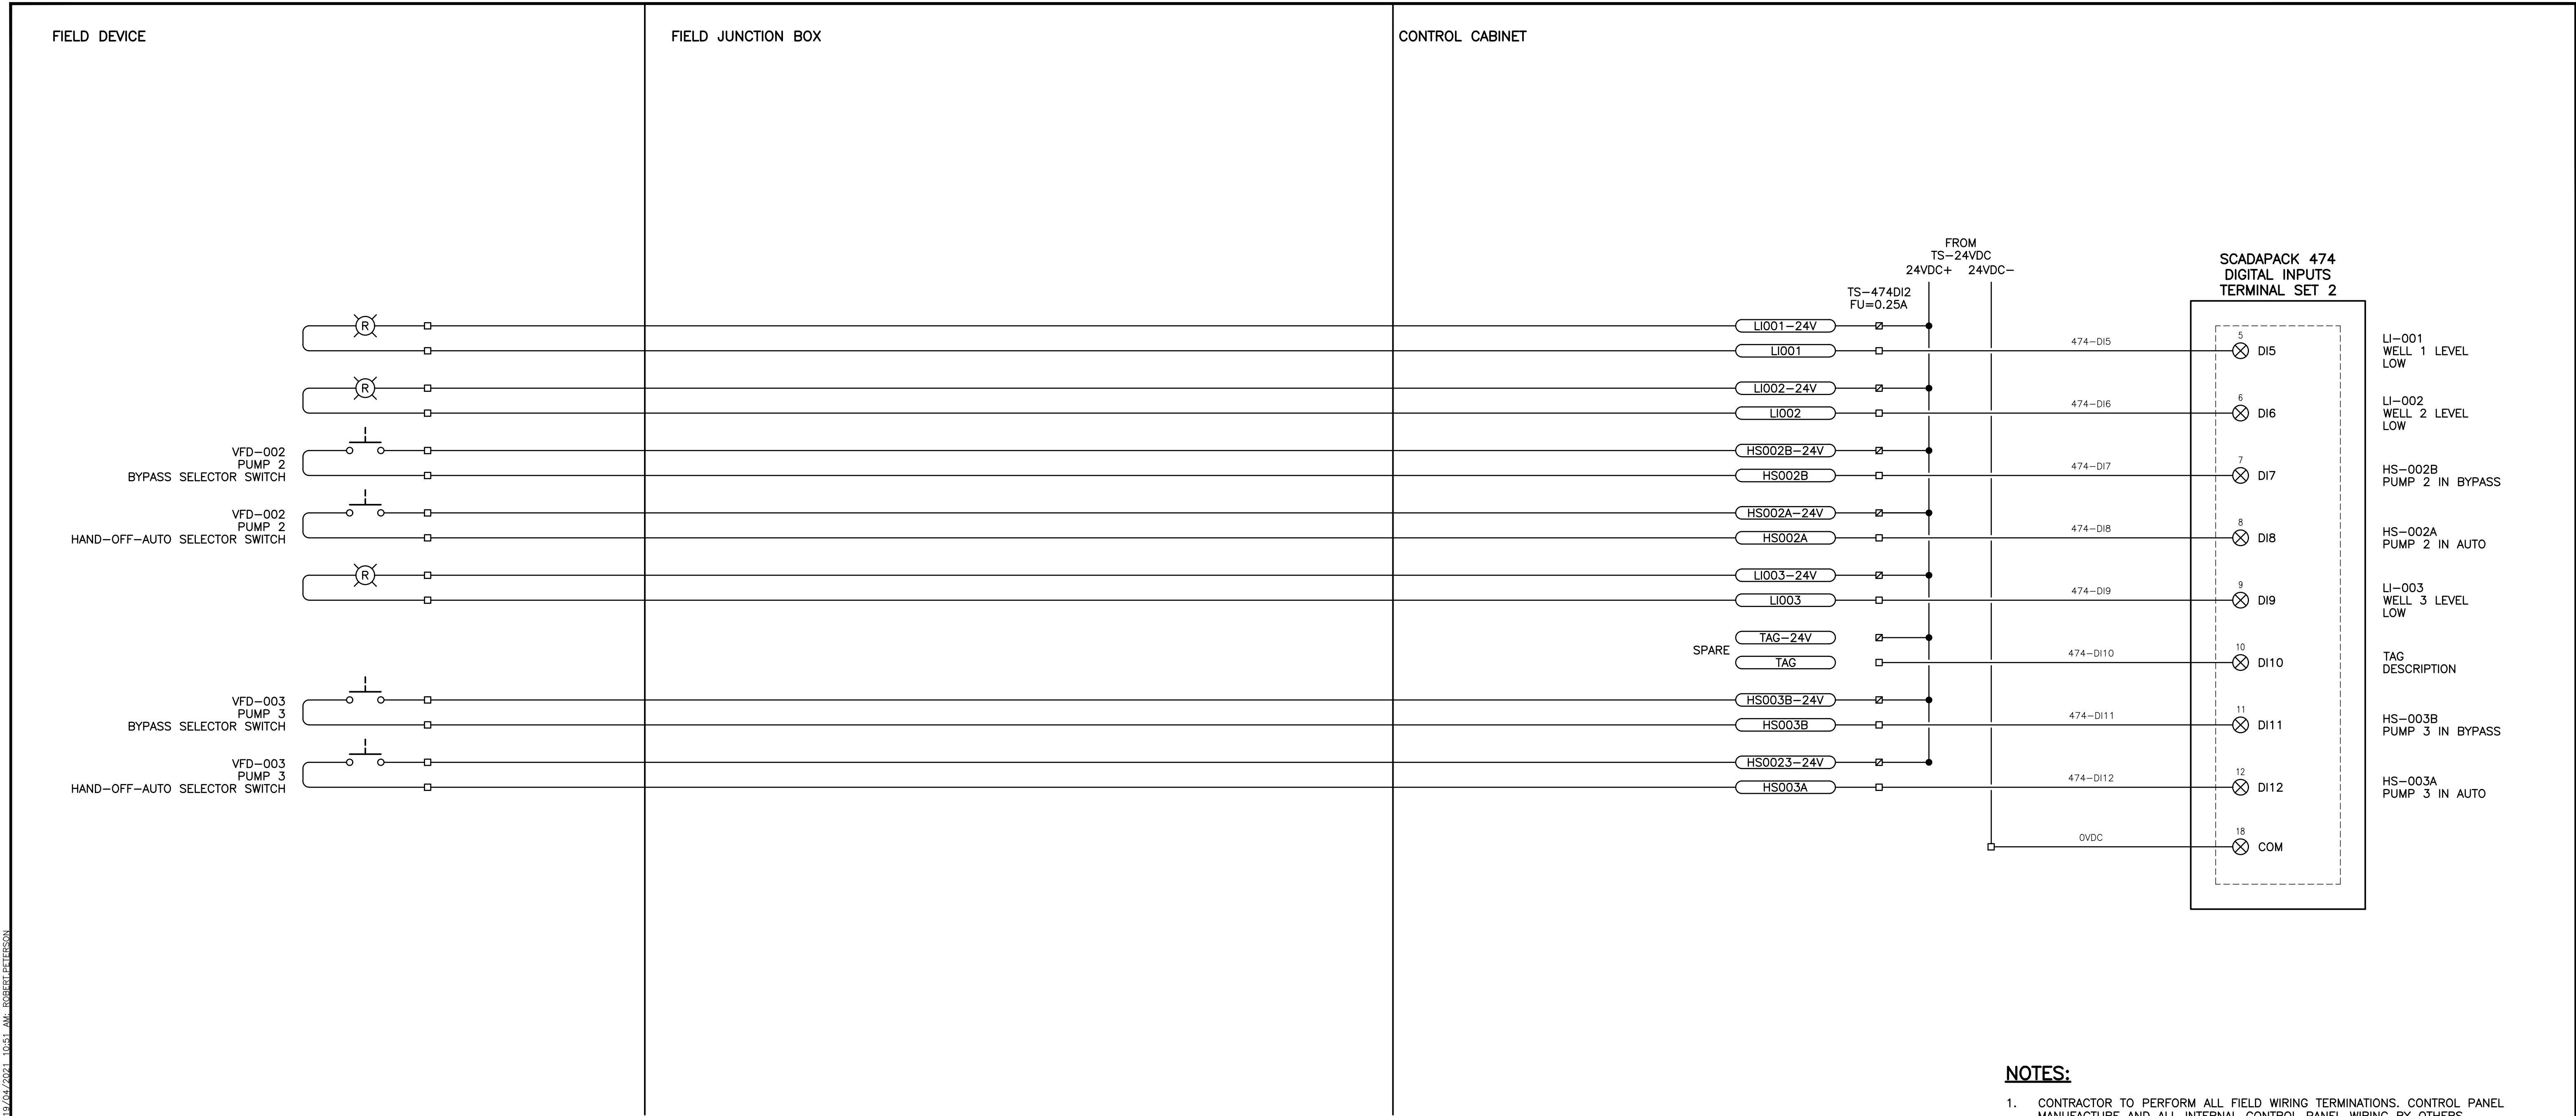 FIELD DEVICE
FIELD JUNCTION BOX
CONTROL CABINET
FROM
TS-24VDC
24VDC+ 24VDC-
SCADAPACK 474
DIGITAL INPUTS
TERMINAL SET 2
TS-474DI2
FU=0.25A
R
LI001-24V
LI001
474-DI5
5
DI5
LI-001
WELL 1 LEVEL
LOW
R
LI002-24V
LI002
474-DI6
6
DI6
LI-002
WELL 2 LEVEL
LOW
VFD-002
PUMP 2
BYPASS SELECTOR SWITCH
HS002B-24V
HS002B
474-DI7
7
DI7
HS-002B
PUMP 2 IN BYPASS
VFD-002
PUMP 2
HAND-OFF-AUTO SELECTOR SWITCH
HS002A-24V
HS002A
474-DI8
8
DI8
HS-002A
PUMP 2 IN AUTO
R
LI003-24V
LI003
474-DI9
9
DI9
LI-003
WELL 3 LEVEL
LOW
SPARE
TAG-24V
TAG
474-DI10
10
DI10
TAG
DESCRIPTION
VFD-003
PUMP 3
BYPASS SELECTOR SWITCH
HS003B-24V
HS003B
474-DI11
11
DI11
HS-003B
PUMP 3 IN BYPASS
VFD-003
PUMP 3
HAND-OFF-AUTO SELECTOR SWITCH
HS0023-24V
HS003A
474-DI12
12
DI12
HS-003A
PUMP 3 IN AUTO
0VDC
18
COM
19/04/2021 10:51 AM: ROBERT.PETERSON
NOTES:
1. CONTRACTOR TO PERFORM ALL FIELD WIRING TERMINATIONS. CONTROL PANEL
MANUFACTURE AND ALL INTERNAL CONTROL PANEL WIRING BY OTHERS